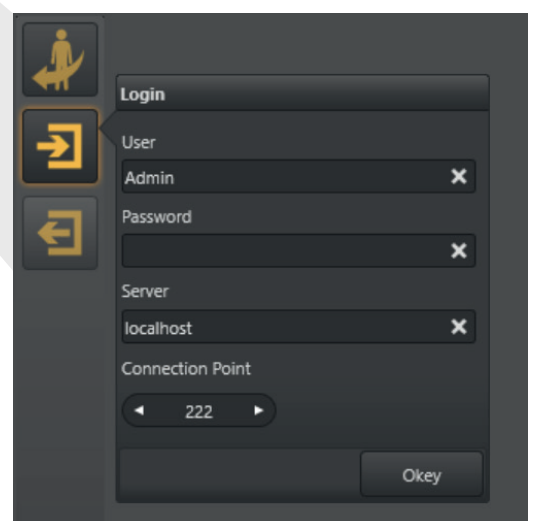 Login
User
Admin
Password
Server
localhost
Connection Point
222
Okey